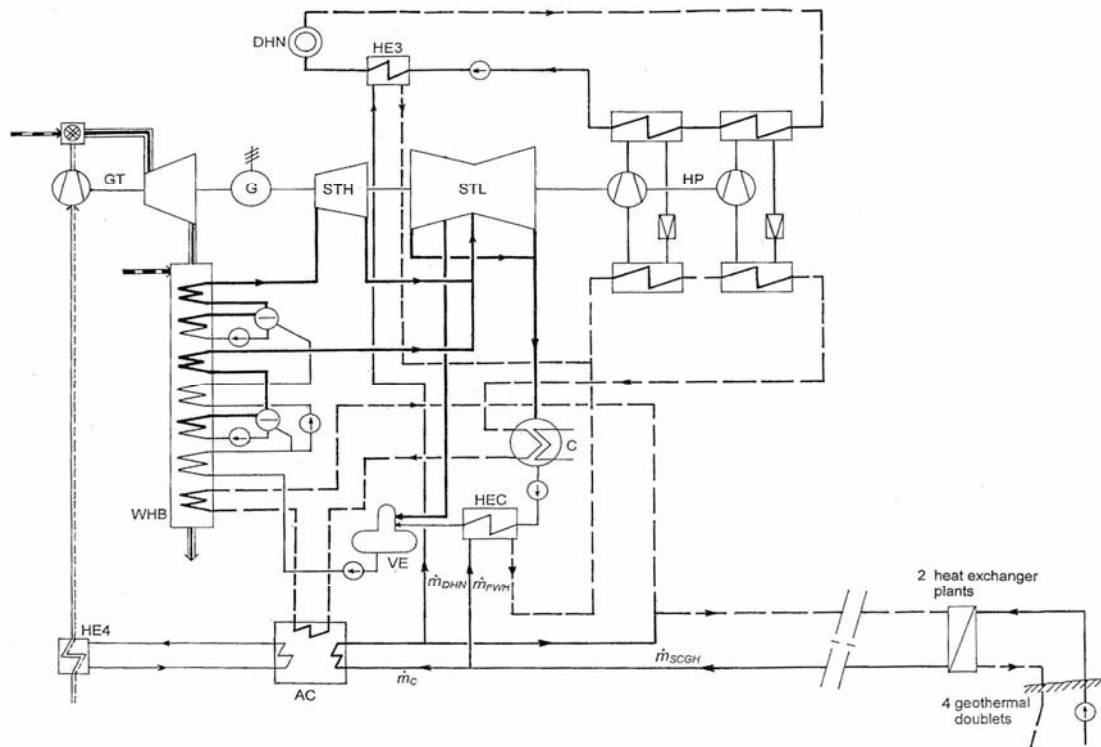 DHN
HE3
GT
G
STH
STL
HP
C
HEC
WHB
VE
ṁDHN
ṁFWH
2 heat exchanger
plants
HE4
ṁSCGH
AC
ṁC
4 geothermal
doublets